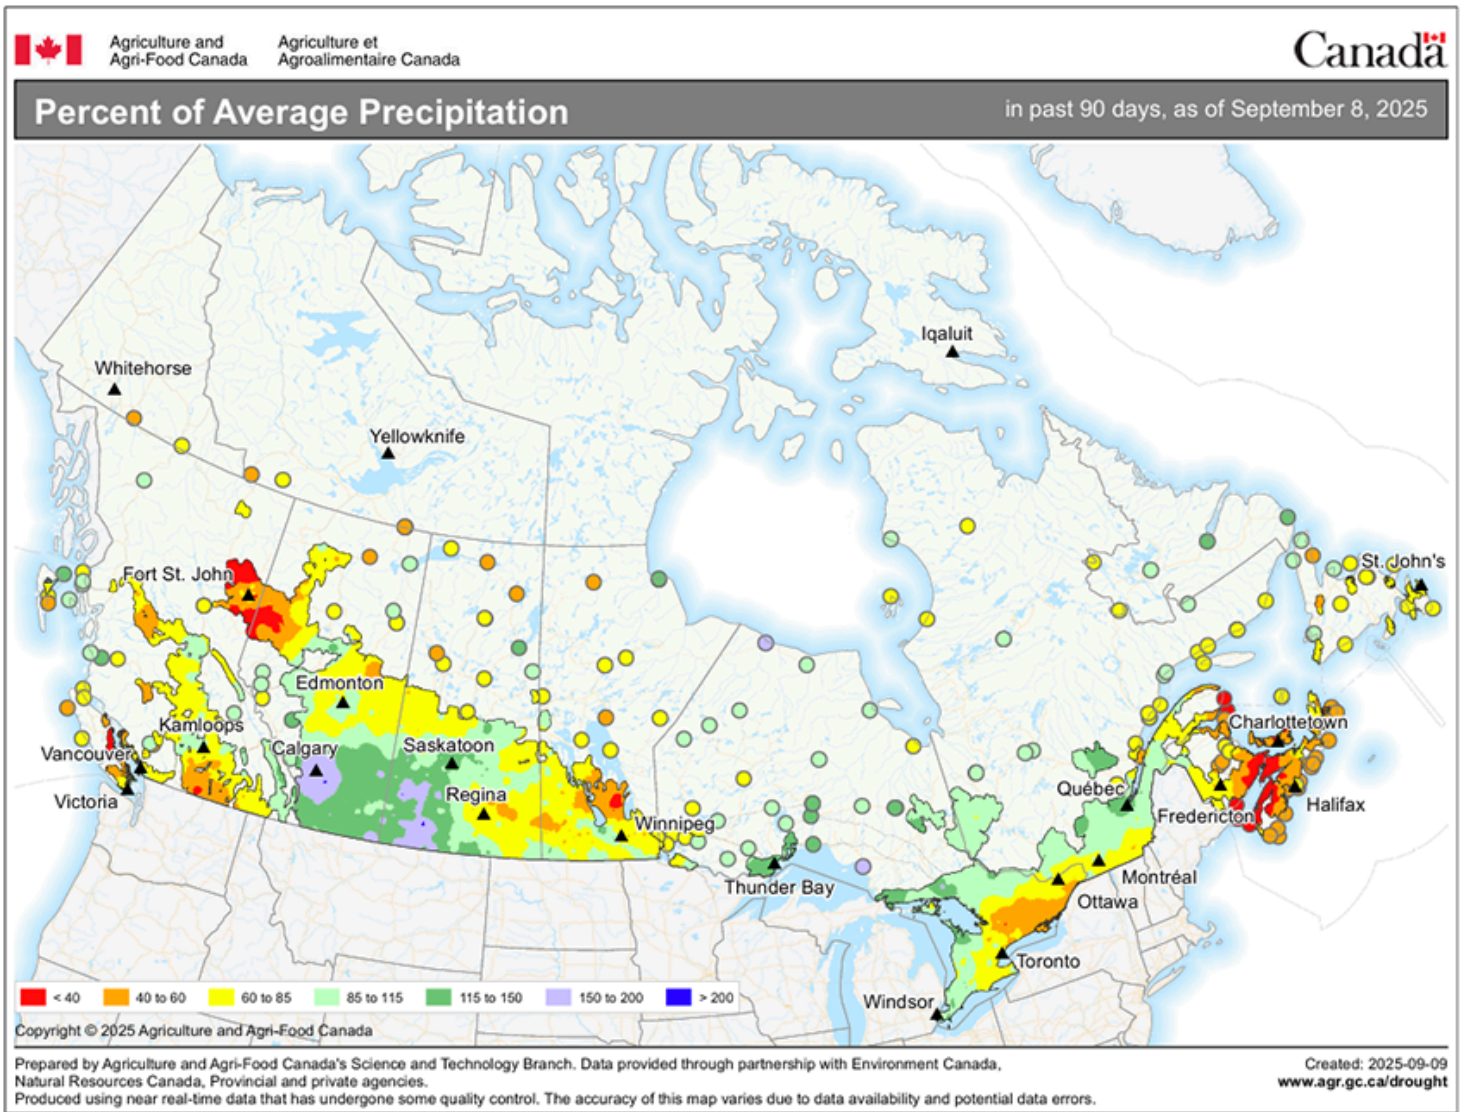 Agriculture and Agriculture et
Agri-Food Canada Agroalimentaire Canada
Canada
Percent of Average Precipitation
in past 90 days, as of September 8, 2025
Iqaluit
Whitehorse
Yellowknife
Fort St. John
St. John's
Edmonton
Kamloops
Charlottetown
Vancouver
Calgary
Saskatoon
Victoria
Regina
Québec
Halifax
Fredericton
Winnipeg
Thunder Bay
Montréal
Ottawa
Toronto
Windsor
< 40 40 to 60 60 to 85 85 to 115 115 to 150 150 to 200 > 200
Copyright © 2025 Agriculture and Agri-Food Canada
Prepared by Agriculture and Agri-Food Canada's Science and Technology Branch. Data provided through partnership with Environment Canada,
Natural Resources Canada, Provincial and private agencies.
Produced using near real-time data that has undergone some quality control. The accuracy of this map varies due to data availability and potential data errors.
Created: 2025-09-09
www.agr.gc.ca/drought